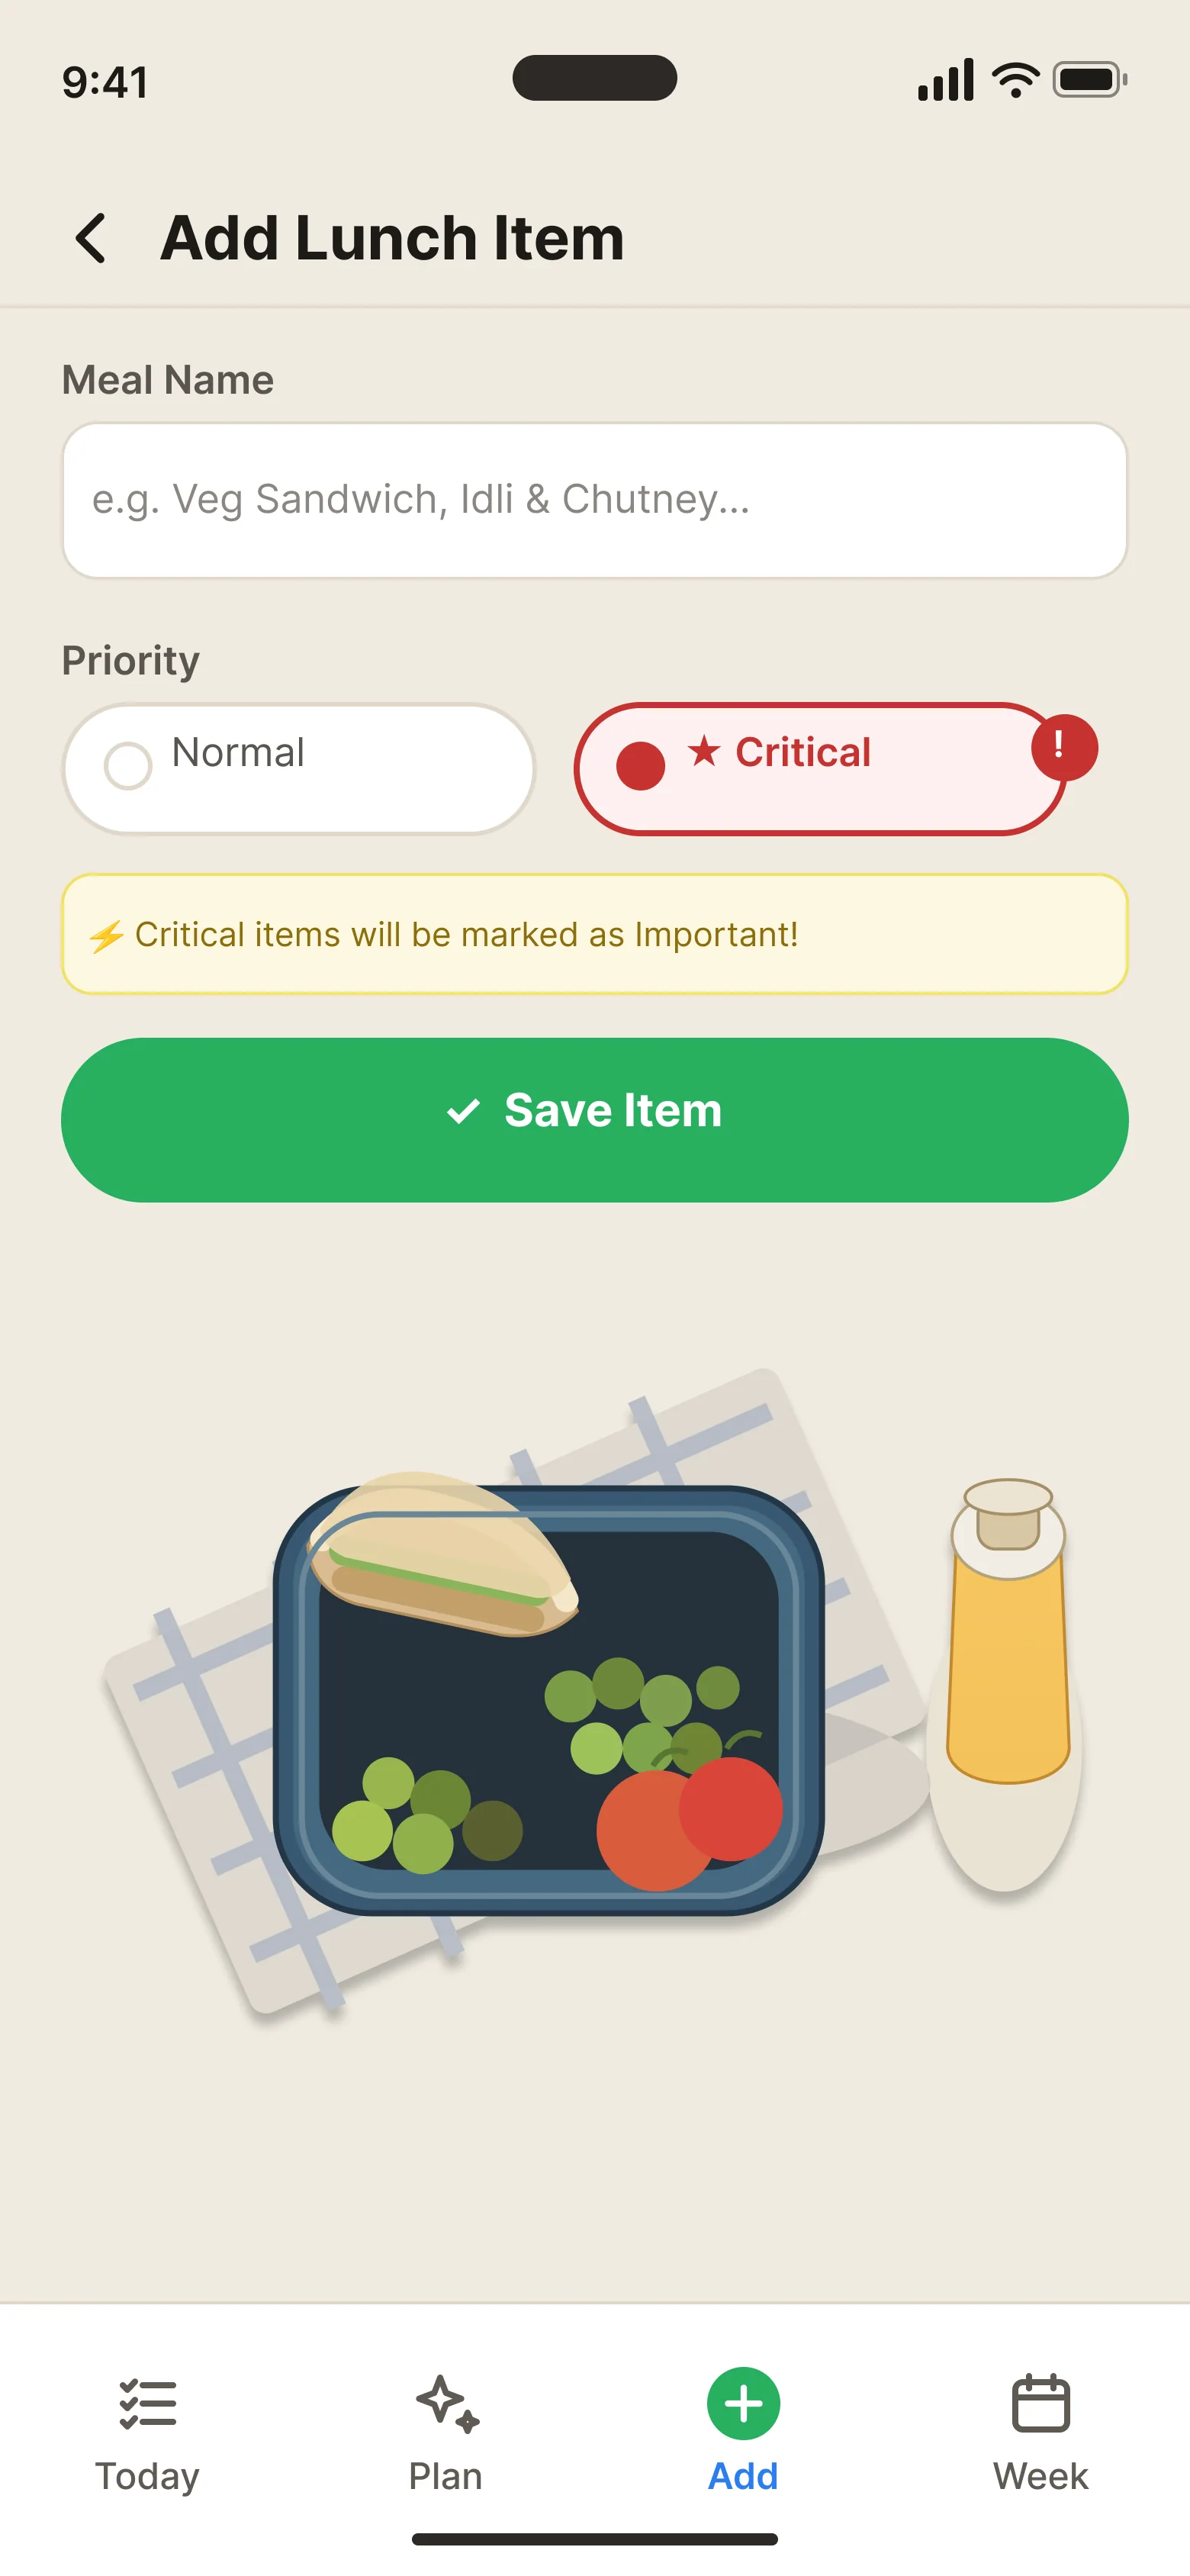 9:41
Add Lunch Item
Meal Name
e.g. Veg Sandwich, Idli & Chutney...
Priority
Normal
★ Critical
!
⚡ Critical items will be marked as Important!
✓ Save Item
Today
Plan
Add
Week